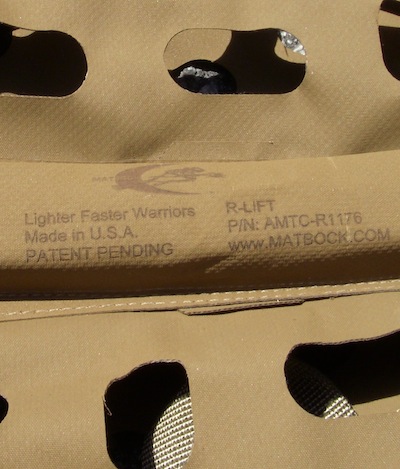 Lighter Faster Warriors
Made in U.S.A.
PATENT PENDING
R-LIFT
P/N: AMTC-R1176
www.MATBOCK.COM